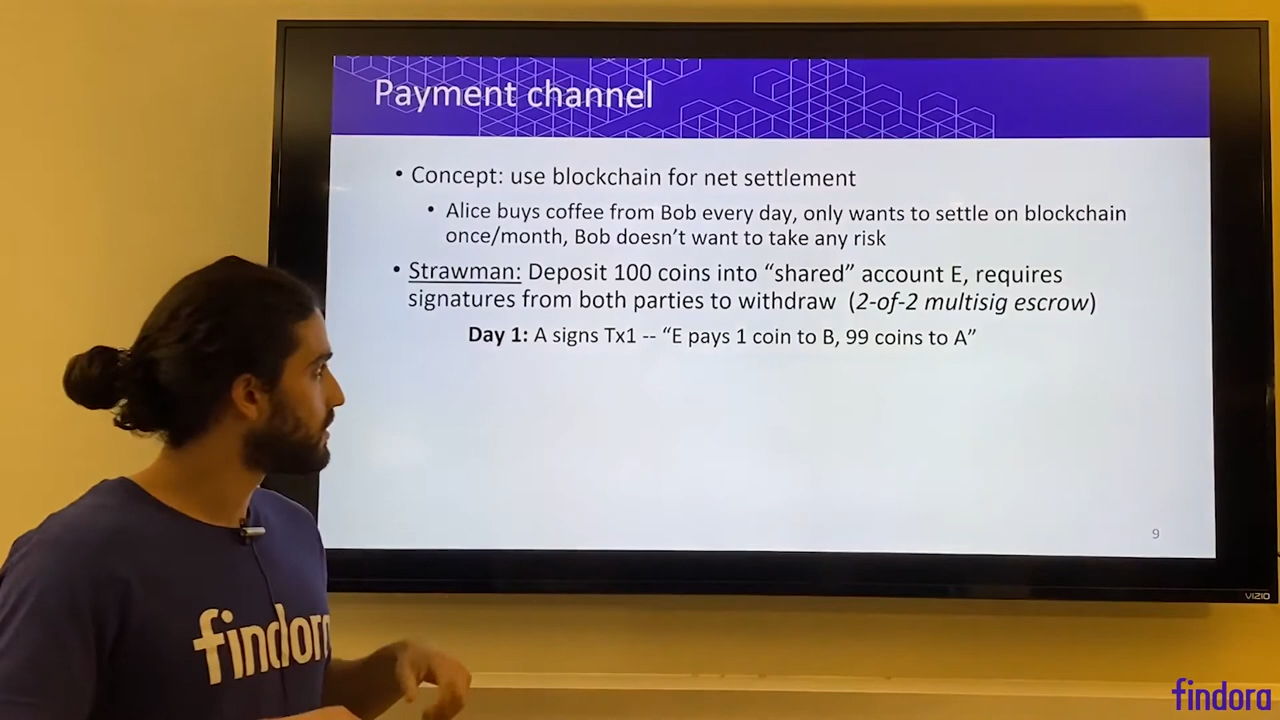 Payment channel
• Concept: use blockchain for net settlement
• Alice buys coffee from Bob every day, only wants to settle on blockchain
once/month, Bob doesn’t want to take any risk
• Strawman: Deposit 100 coins into “shared” account E, requires
signatures from both parties to withdraw (2-of-2 multisig escrow)
Day 1: A signs Tx1 -- “E pays 1 coin to B, 99 coins to A”
9
VIZIO
findora
findora